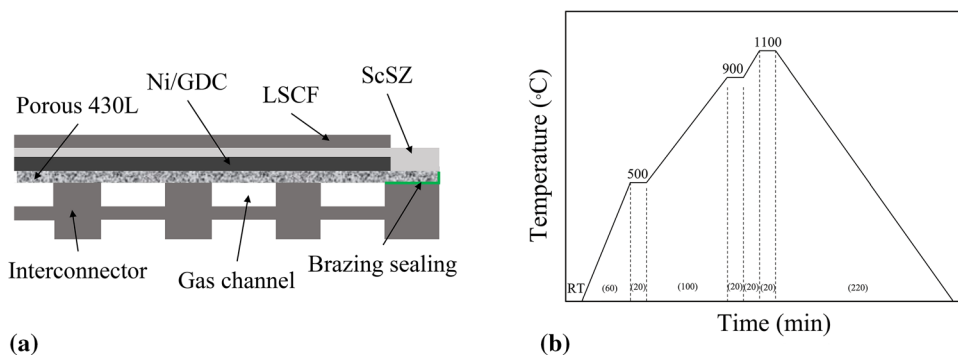 Ni/GDC
LSCF
ScSZ
Porous 430L
Interconnector
Gas channel
Brazing sealing
(a)
Temperature (°C)
1100
900
500
RT
(60)
(20)
(100)
(20)
(20)
(20)
(220)
Time (min)
(b)